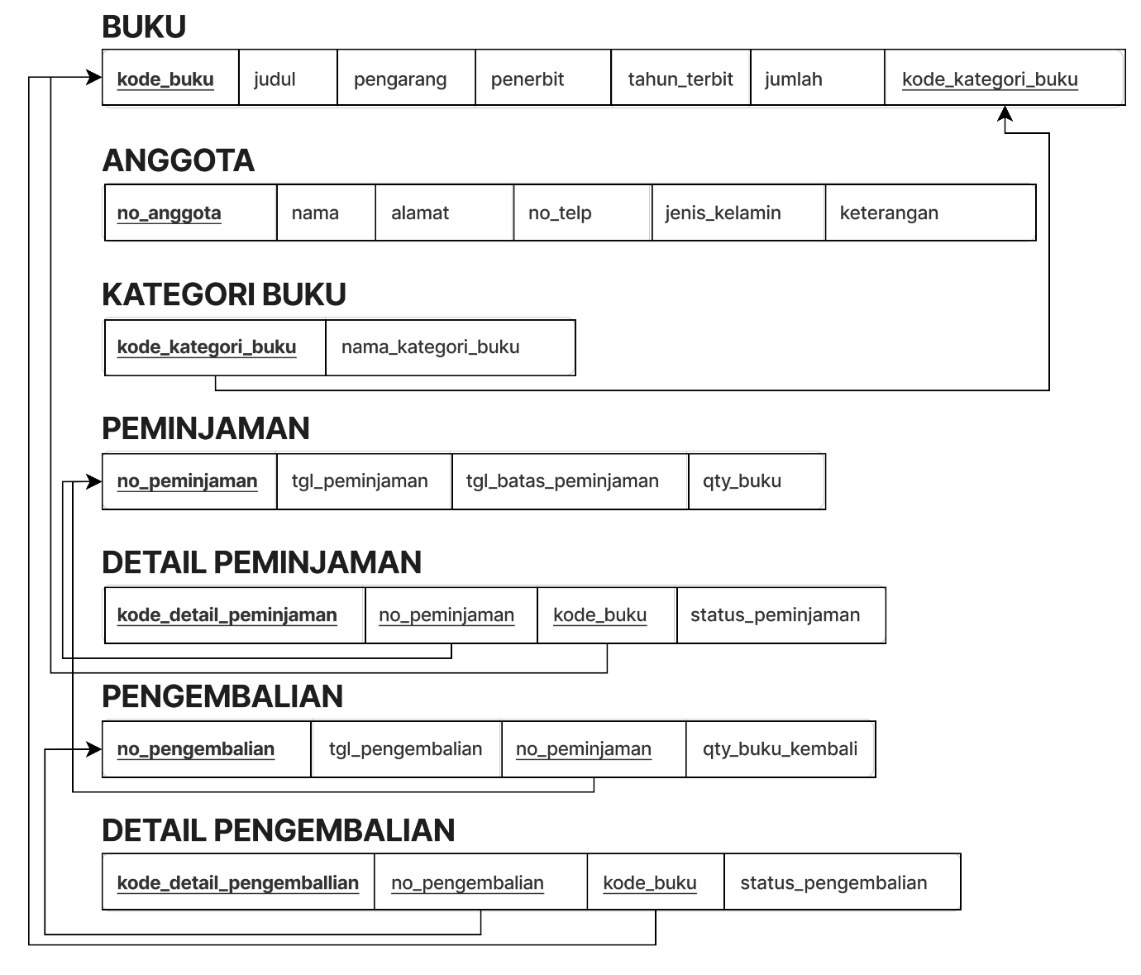 BUKU
kode_buku judul pengarang penerbit tahun_terbit jumlah kode_kategori_buku
ANGGOTA
no_anggota nama alamat no_telp jenis_kelamin keterangan
KATEGORI BUKU
kode_kategori_buku nama_kategori_buku
PEMINJAMAN
no_peminjaman tgl_peminjaman tgl_batas_peminjaman qty_buku
DETAIL PEMINJAMAN
kode_detail_peminjaman no_peminjaman kode_buku status_peminjaman
PENGEMBALIAN
no_pengembalian tgl_pengembalian no_peminjaman qty_buku_kembali
DETAIL PENGEMBALIAN
kode_detail_pengemballian no_pengembalian kode_buku status_pengembalian